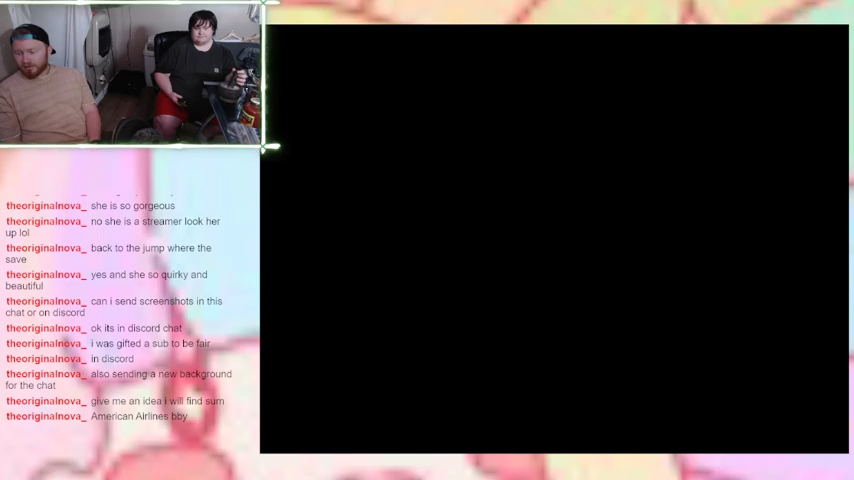 theoriginalnova_ she is so gorgeous
theoriginalnova_ no she is a streamer look her
up lol
theoriginalnova_ back to the jump where the
save
theoriginalnova_ yes and she so quirky and
beautiful
theoriginalnova_ can i send screenshots in this
chat or on discord
theoriginalnova_ ok its in discord chat
theoriginalnova_ i was gifted a sub to be fair
theoriginalnova_ in discord
theoriginalnova_ also sending a new background
for the chat
theoriginalnova_ give me an idea i will find sum
theoriginalnova_ American Airlines bby